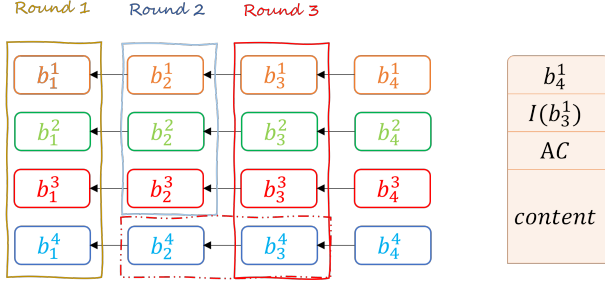 Round 1 Round 2 Round 3
b_1^1 b_2^1 b_3^1 b_4^1
b_1^2 b_2^2 b_3^2 b_4^2
b_1^3 b_2^3 b_3^3 b_4^3
b_1^4 b_2^4 b_3^4 b_4^4
b_4^1
I(b_3^1)
AC
content